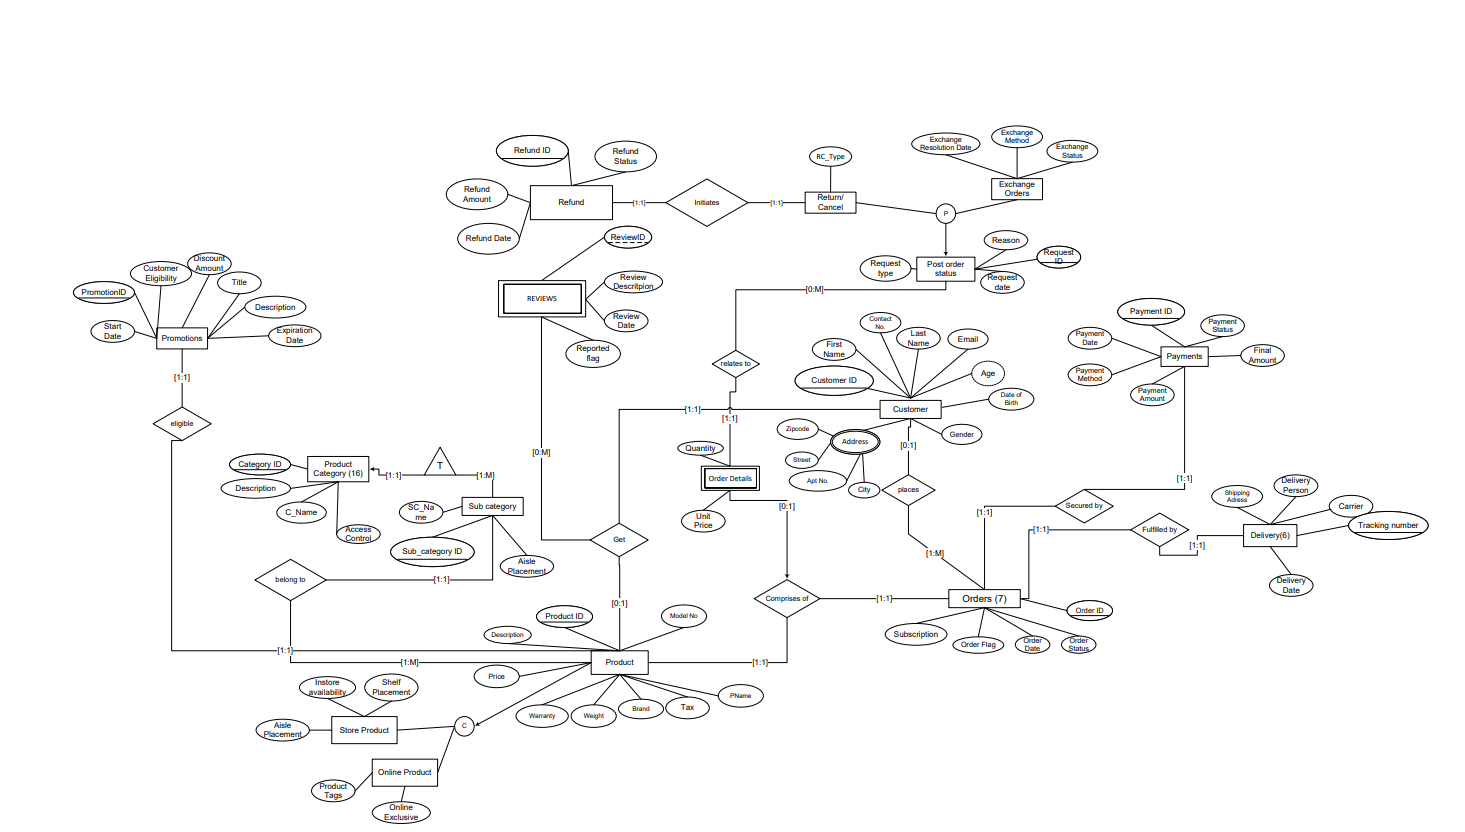 Exchange
Method
Exchange
Resolution Date
Exchange
Status
Refund ID
Refund
Status
RC_Type
Exchange
Orders
Refund
Amount
Refund
[1:1]
Initiates
[1:1]
Return/
Cancel
P
Refund Date
ReviewID
Reason
Request
ID
Post order
status
Request
type
Request
date
Discount
Amount
Customer
Eligibility
Title
PromotionID
Description
Start
Date
Promotions
Expiration
Date
REVIEWS
Review
Descritpion
Review
Date
Reported
flag
[0:M]
Payment ID
Payment
Status
Payment
Date
Payments
Final
Amount
Payment
Method
Payment
Amount
Contact
No.
Last
Name
Email
First
Name
Age
Customer ID
Date of
Birth
Customer
Gender
Zipcode
Address
Street
Apt No.
City
[1:1]
relates to
[1:1]
[1:1]
eligible
[0:1]
Quantity
Order Details
Unit
Price
[0:M]
T
Category ID
Product
Category (16)
[1:1]
[1:M]
Description
C_Name
Access
Control
SC_Na
me
Sub category
Sub_category ID
Aisle
Placement
places
[0:1]
[1:1]
Secured by
[1:1]
[1:1]
Fulfilled by
[1:1]
Delivery
Person
Shipping
Adress
Carrier
Tracking number
Delivery(6)
Delivery
Date
Get
[1:M]
belong to
[1:1]
[0:1]
Comprises of
[1:1]
Orders (7)
Order ID
Subscription
Order Flag
Order
Date
Order
Status
Product ID
Model No
Description
[1:1]
[1:M]
Product
[1:1]
Price
Warranty
Weight
Brand
Tax
PName
Instore
availability
Shelf
Placement
Aisle
Placement
Store Product
C
Online Product
Product
Tags
Online
Exclusive